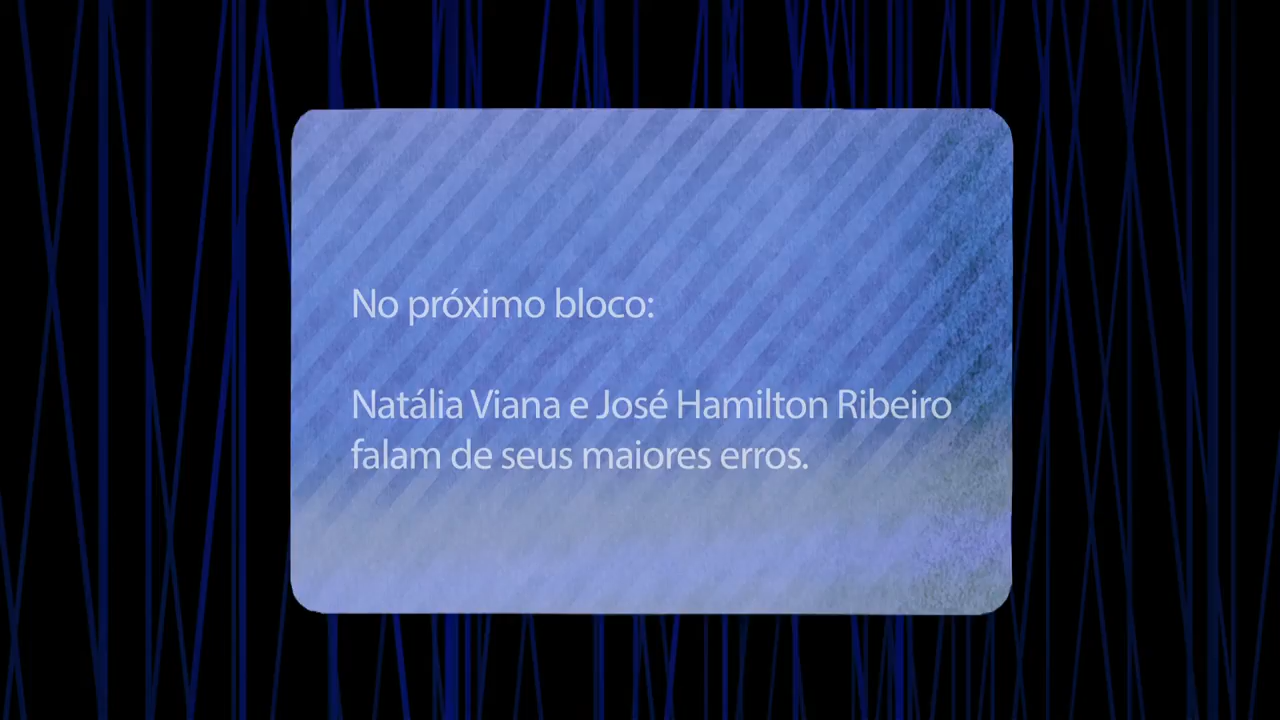 No próximo bloco:
Natália Viana e José Hamilton Ribeiro
falam de seus maiores erros.